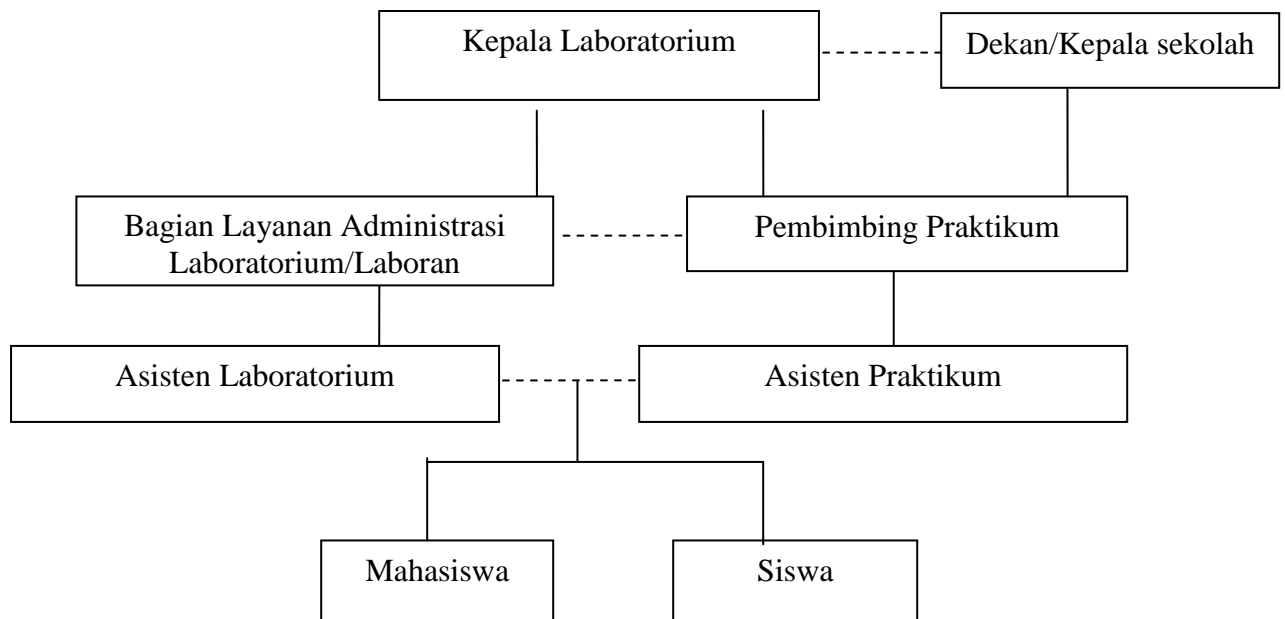 Kepala Laboratorium
Dekan/Kepala sekolah
Bagian Layanan Administrasi
Laboratorium/Laboran
Pembimbing Praktikum
Asisten Laboratorium
Asisten Praktikum
Mahasiswa
Siswa